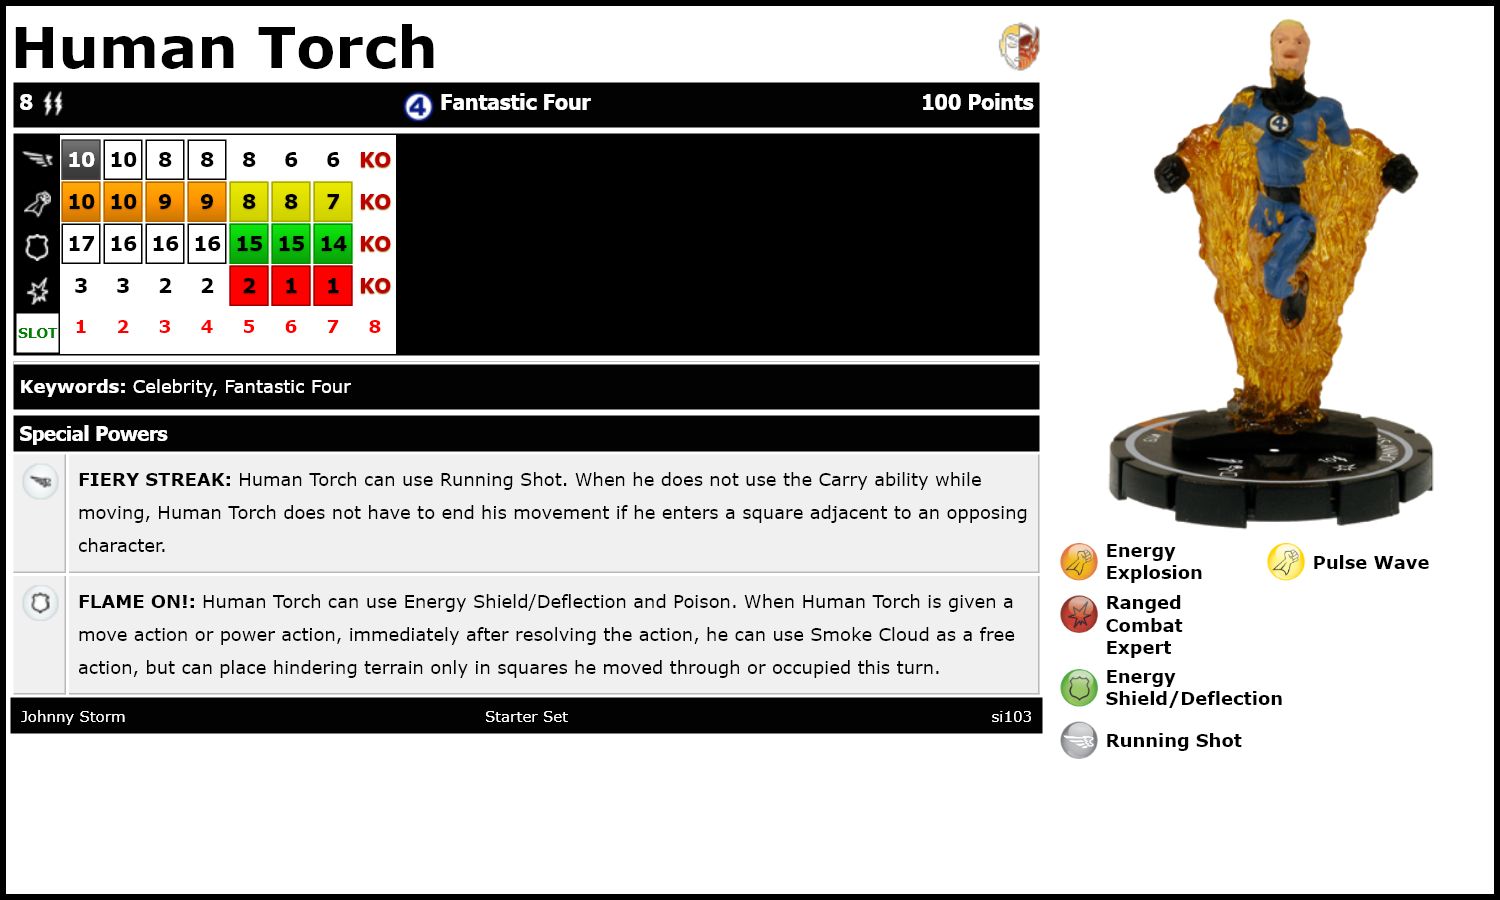 Human Torch
8 Fantastic Four 100 Points
10 10 8 8 8 6 6 KO
10 10 9 9 8 8 7 KO
17 16 16 16 15 15 14 KO
3 3 2 2 2 1 1 KO
SLOT 1 2 3 4 5 6 7 8
Keywords: Celebrity, Fantastic Four
Special Powers
FIERY STREAK: Human Torch can use Running Shot. When he does not use the Carry ability while
moving, Human Torch does not have to end his movement if he enters a square adjacent to an opposing
character.
FLAME ON!: Human Torch can use Energy Shield/Deflection and Poison. When Human Torch is given a
move action or power action, immediately after resolving the action, he can use Smoke Cloud as a free
action, but can place hindering terrain only in squares he moved through or occupied this turn.
Johnny Storm Starter Set si103
4
Energy
Explosion
Pulse Wave
Ranged
Combat
Expert
Energy
Shield/Deflection
Running Shot